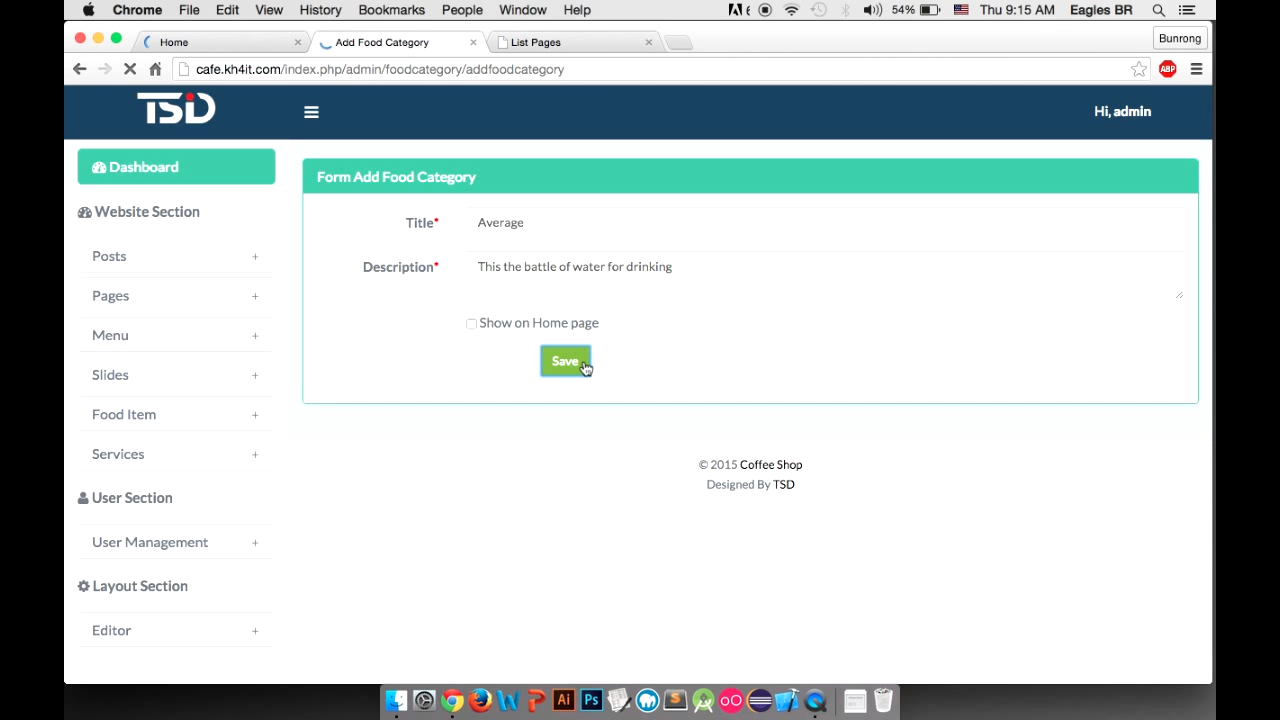 Chrome File Edit View History Bookmarks People Window Help 54% Thu 9:15 AM Eagles BR
Home Add Food Category List Pages Bunrong
cafe.kh4it.com/index.php/admin/foodcategory/addfoodcategory ABP
TSD Hi, admin
Dashboard
Website Section
Posts +
Pages +
Menu +
Slides +
Food Item +
Services +
User Section
User Management +
Layout Section
Editor +
Form Add Food Category
Title* Average
Description* This the battle of water for drinking
Show on Home page
Save
© 2015 Coffee Shop
Designed By TSD
Ai Ps